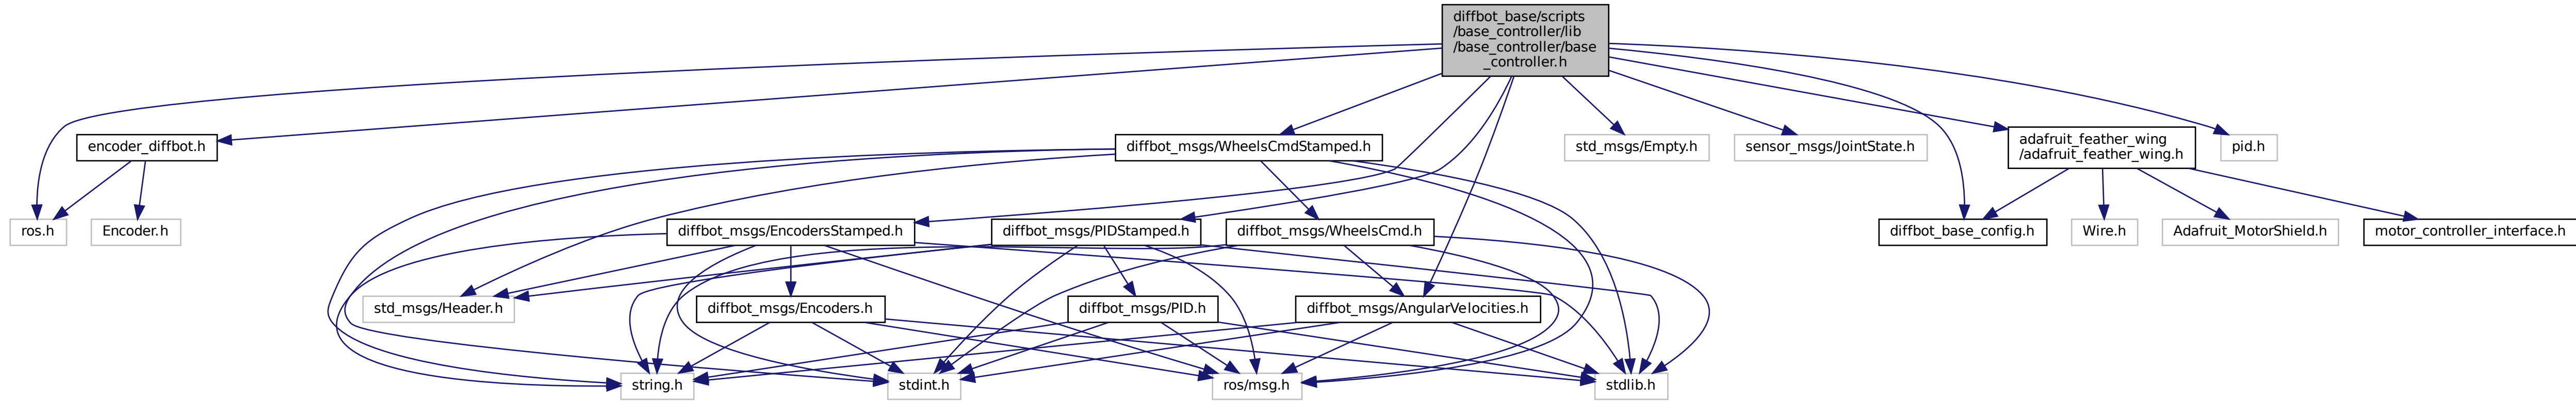 diffbot_base/scripts
/base_controller/lib
/base_controller/base
_controller.h
encoder_diffbot.h
diffbot_msgs/WheelsCmdStamped.h
std_msgs/Empty.h
sensor_msgs/JointState.h
adafruit_feather_wing
/adafruit_feather_wing.h
pid.h
ros.h
Encoder.h
diffbot_msgs/EncodersStamped.h
diffbot_msgs/PIDStamped.h
diffbot_msgs/WheelsCmd.h
diffbot_base_config.h
Wire.h
Adafruit_MotorShield.h
motor_controller_interface.h
std_msgs/Header.h
diffbot_msgs/Encoders.h
diffbot_msgs/PID.h
diffbot_msgs/AngularVelocities.h
string.h
stdint.h
ros/msg.h
stdlib.h